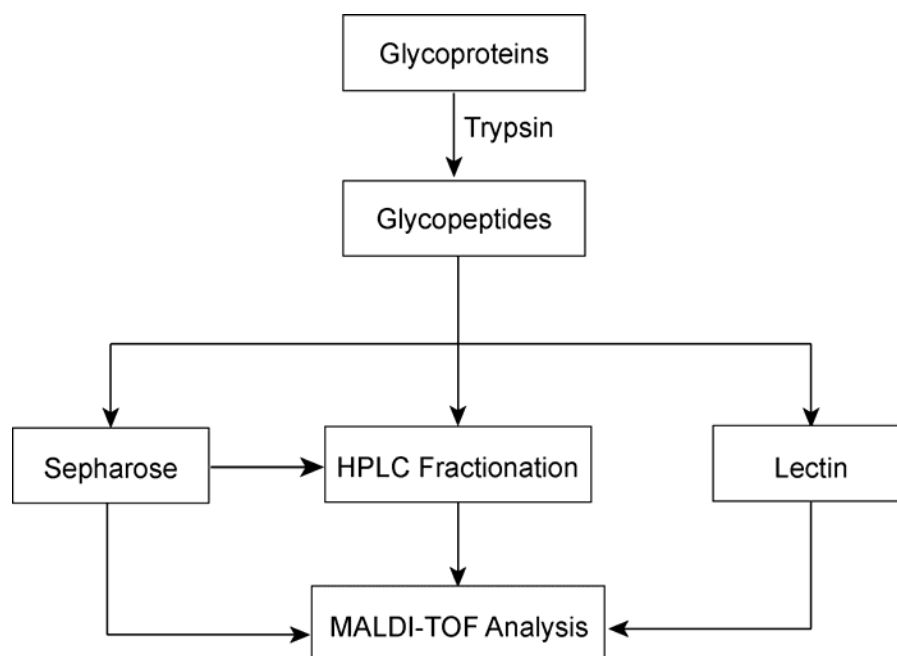 Glycoproteins
Trypsin
Glycopeptides
Sepharose
HPLC Fractionation
Lectin
MALDI-TOF Analysis